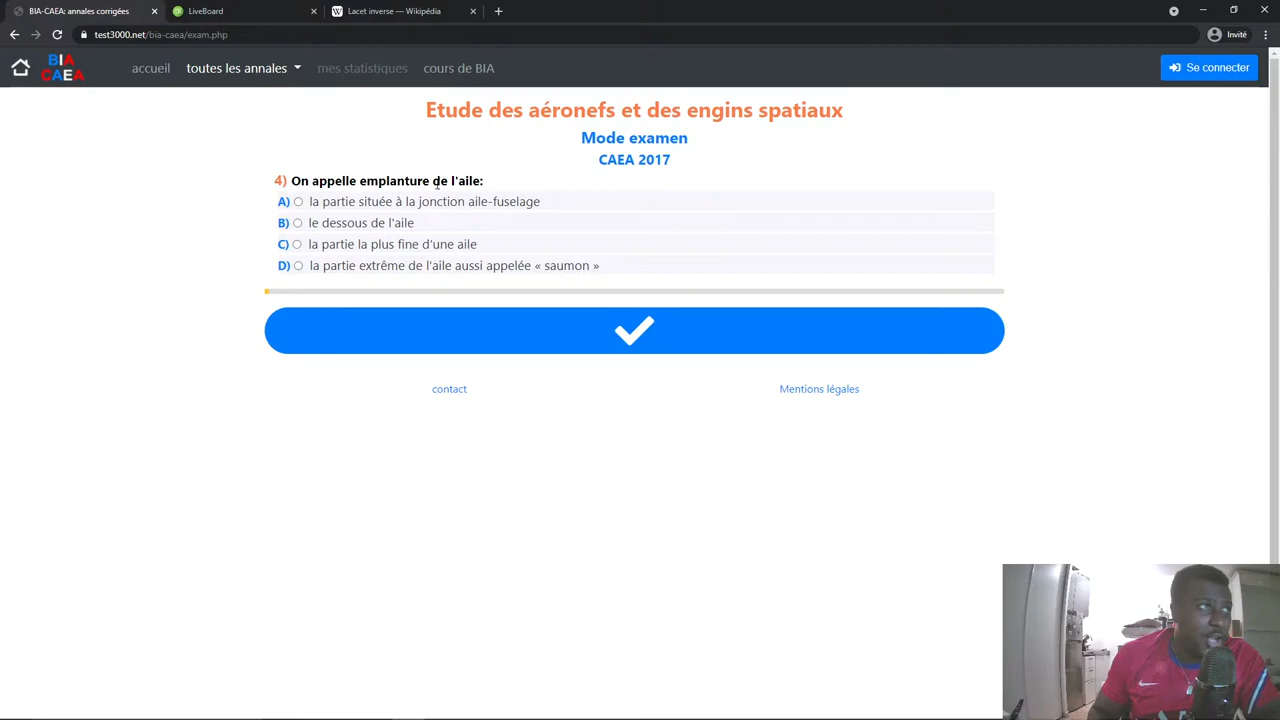 BIA-CAEA: annales corrigées
LiveBoard
Lacet inverse — Wikipédia
test3000.net/bia-caea/exam.php
Invité
BIA
CAEA
accueil
toutes les annales
mes statistiques
cours de BIA
Se connecter
Etude des aéronefs et des engins spatiaux
Mode examen
CAEA 2017
4) On appelle emplanture de l'aile:
A) la partie située à la jonction aile-fuselage
B) le dessous de l'aile
C) la partie la plus fine d'une aile
D) la partie extrême de l'aile aussi appelée « saumon »
contact
Mentions légales